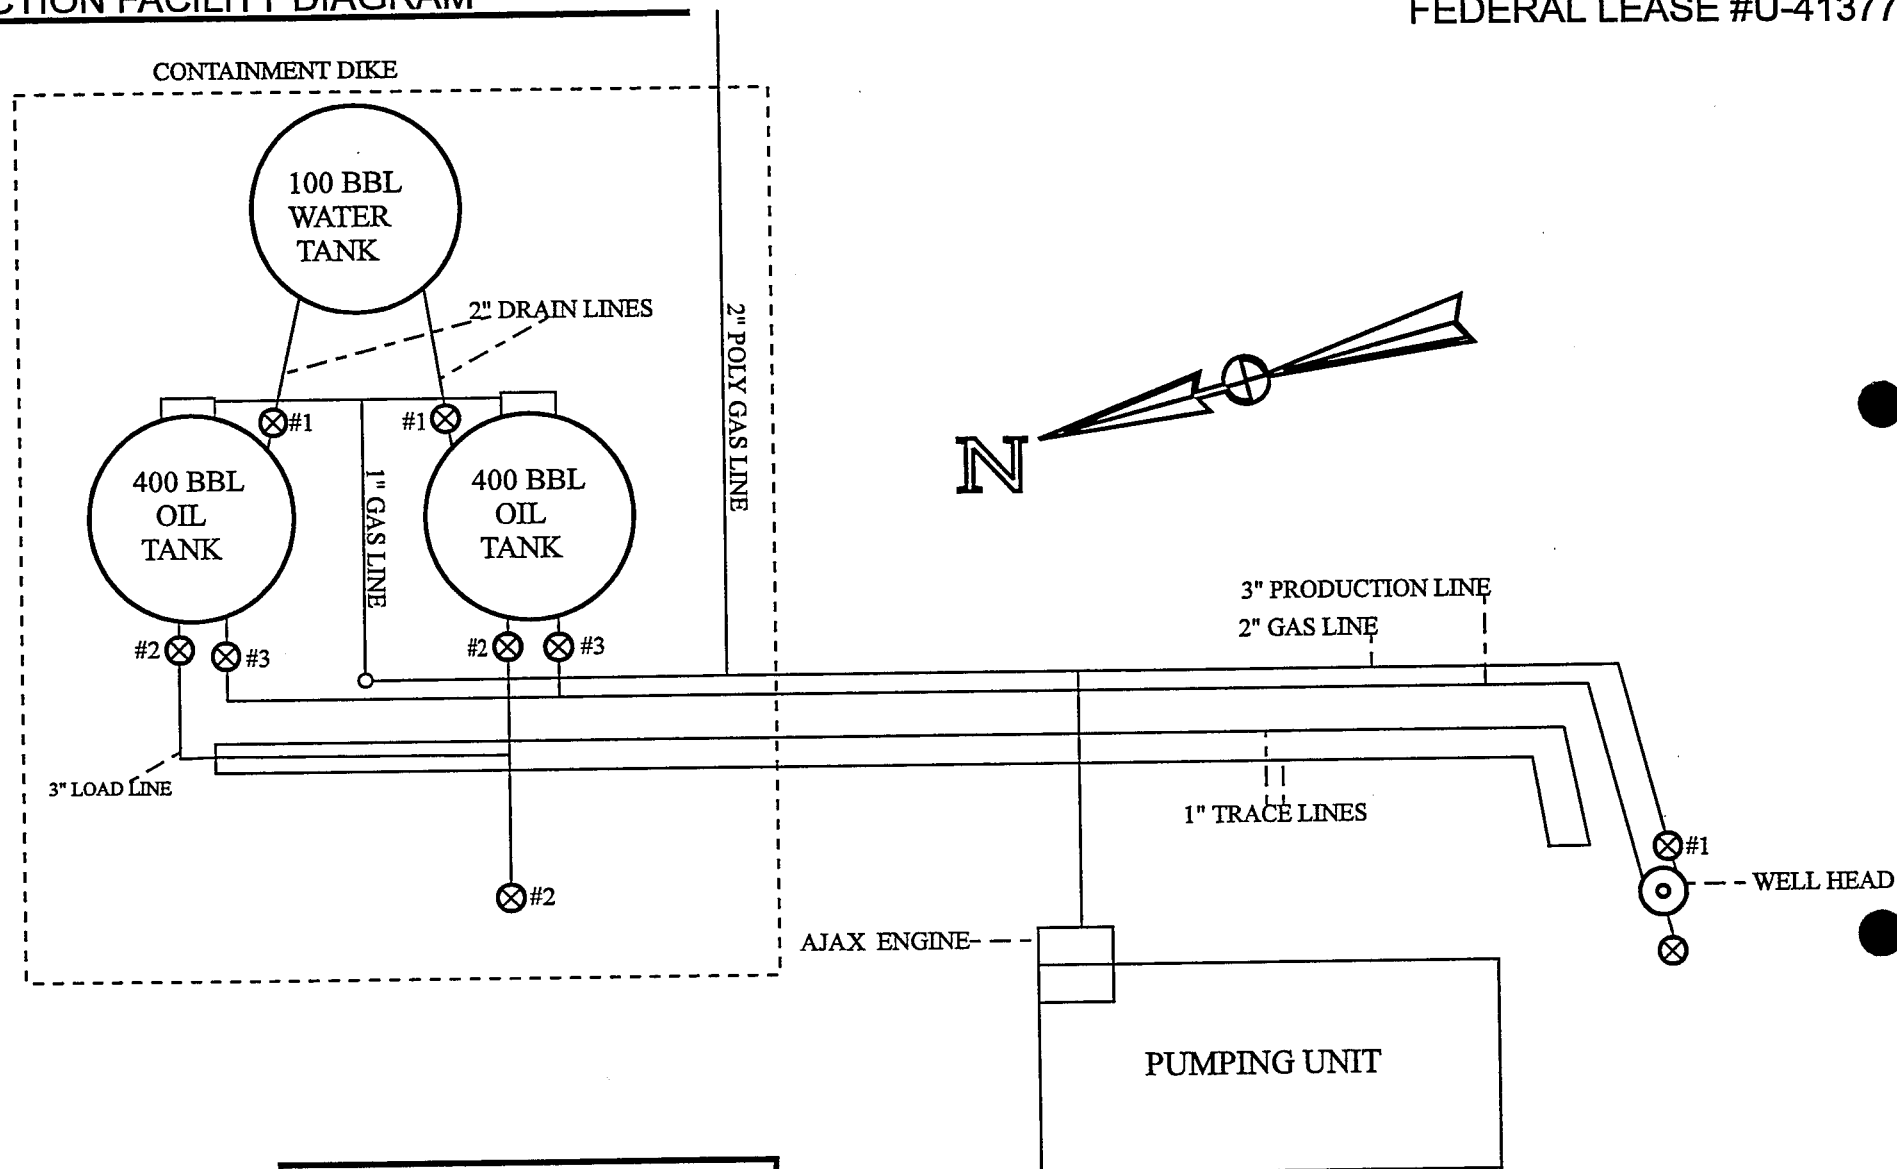 FACILITY DIAGRAM
FEDERAL LEASE #U-41377
CONTAINMENT DIKE
100 BBL
WATER
TANK
2" DRAIN LINES
2" POLY GAS LINE
#1
#1
400 BBL
OIL
TANK
1" GAS LINE
400 BBL
OIL
TANK
N
#2
#3
#2
#3
3" PRODUCTION LINE
2" GAS LINE
3" LOAD LINE
1" TRACE LINES
#1
WELL HEAD
#2
AJAX ENGINE
PUMPING UNIT